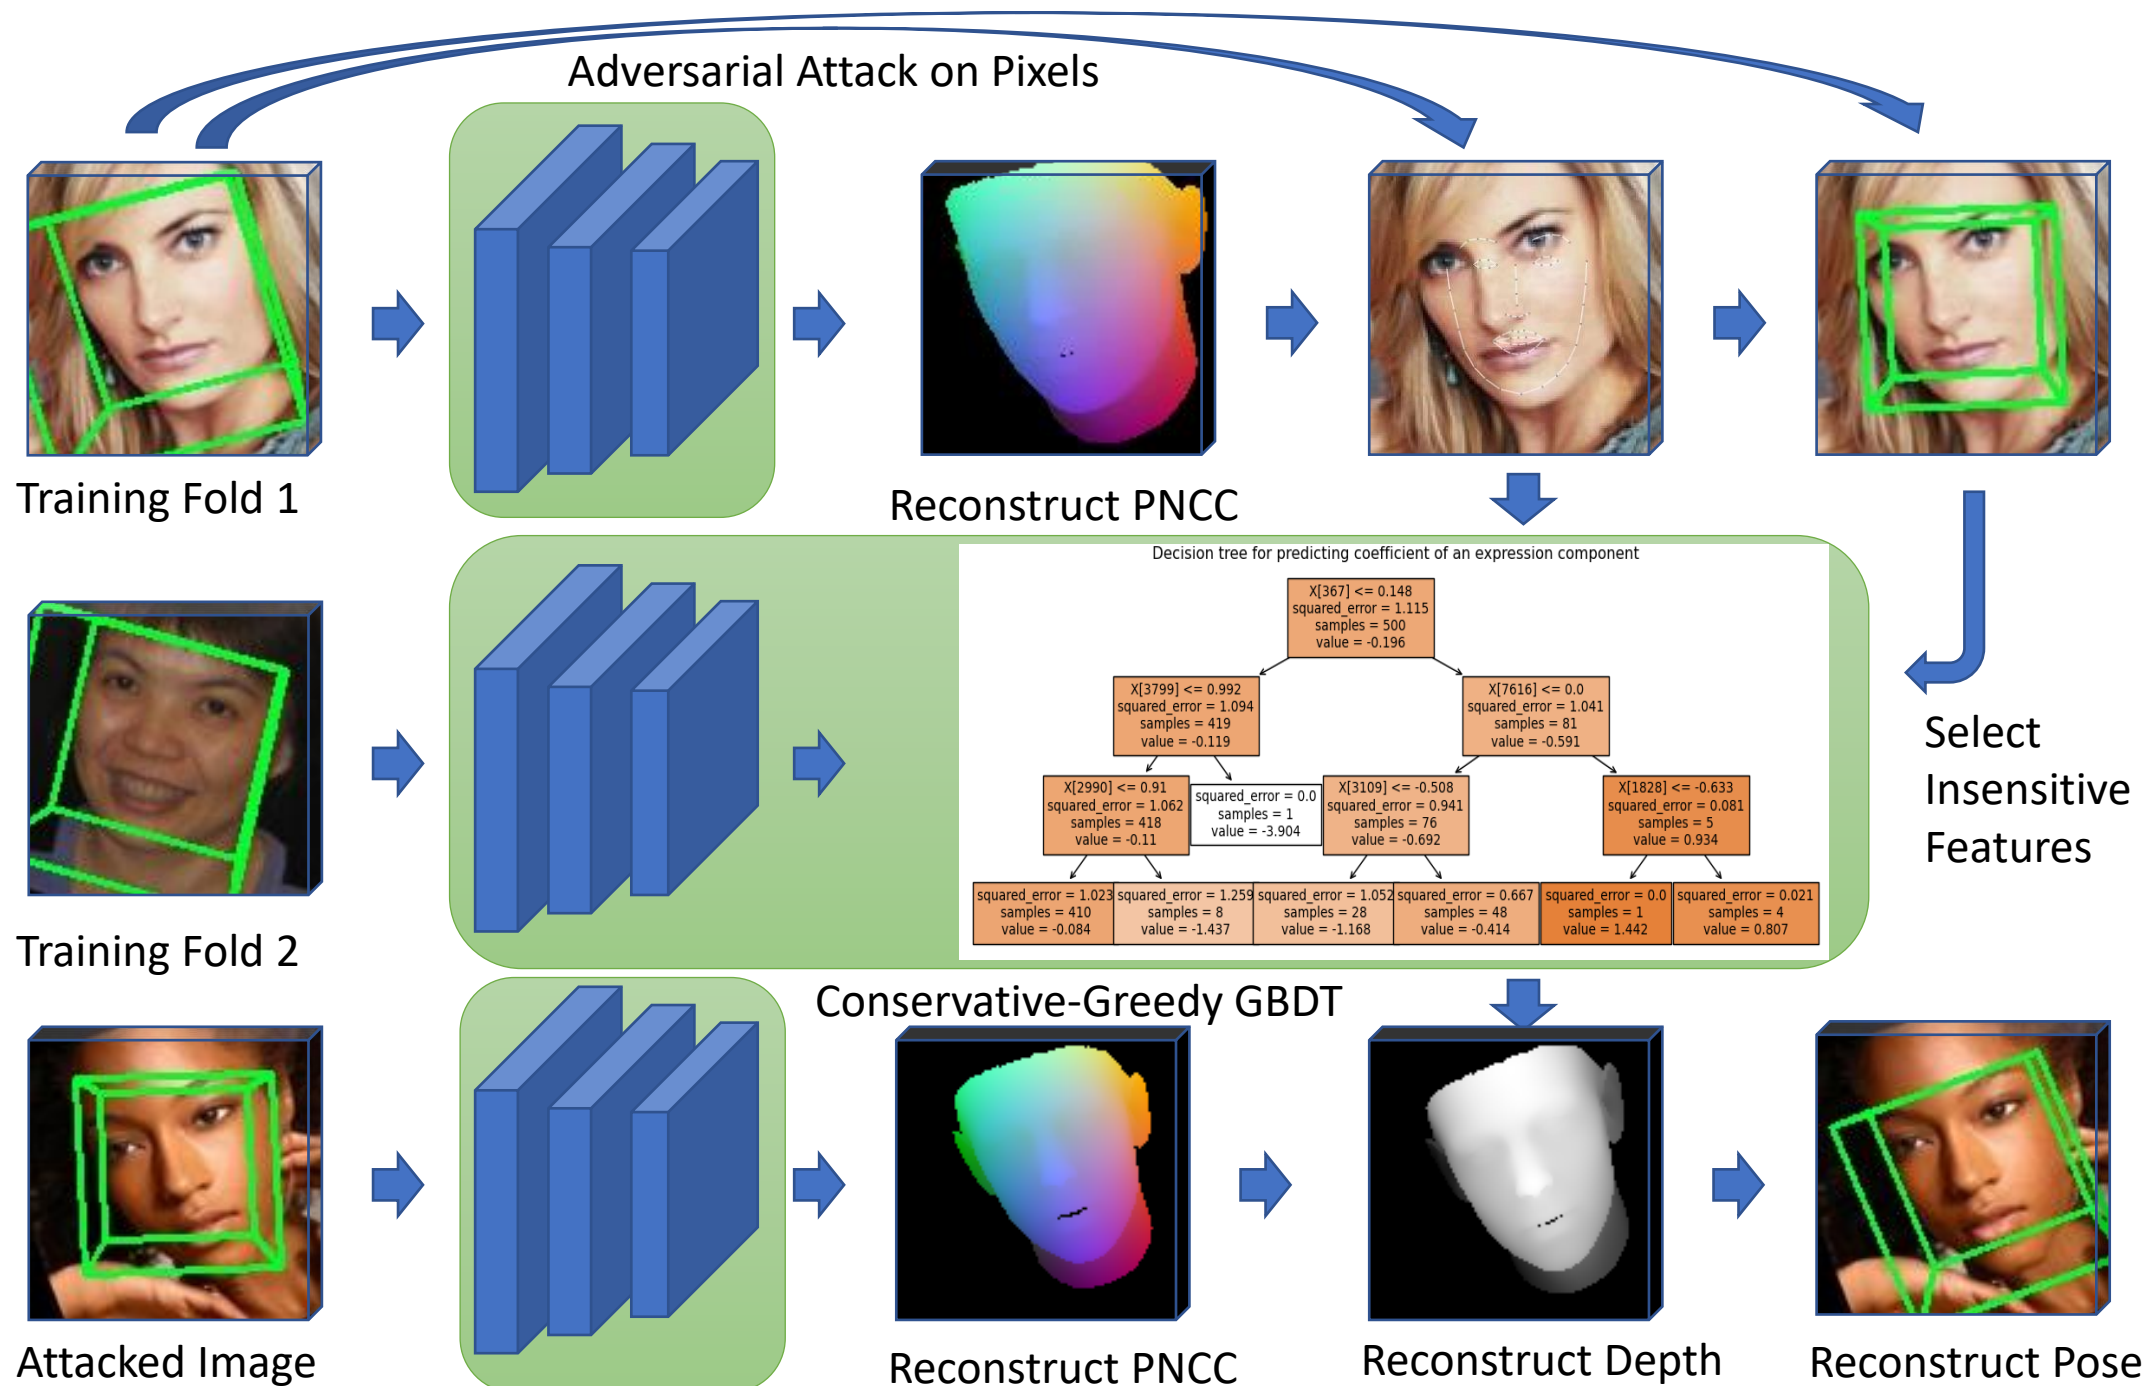 Adversarial Attack on Pixels
Training Fold 1
Reconstruct PNCC
Decision tree for predicting coefficient of an expression component
X[367] <= 0.148
squared_error = 1.115
samples = 500
value = -0.196
X[3799] <= 0.992
squared_error = 1.094
samples = 419
value = -0.119
X[7616] <= 0.0
squared_error = 1.041
samples = 81
value = -0.591
X[2990] <= 0.91
squared_error = 1.062
samples = 418
value = -0.11
squared_error = 0.0
samples = 1
value = -3.904
X[3109] <= -0.508
squared_error = 0.941
samples = 76
value = -0.692
X[1828] <= -0.633
squared_error = 0.081
samples = 5
value = 0.934
squared_error = 1.023
samples = 410
value = -0.084
squared_error = 1.259
samples = 8
value = -1.437
squared_error = 1.052
samples = 28
value = -1.168
squared_error = 0.667
samples = 48
value = -0.414
squared_error = 0.0
samples = 1
value = 1.442
squared_error = 0.021
samples = 4
value = 0.807
Select
Insensitive
Features
Training Fold 2
Conservative-Greedy GBDT
Attacked Image
Reconstruct PNCC
Reconstruct Depth
Reconstruct Pose